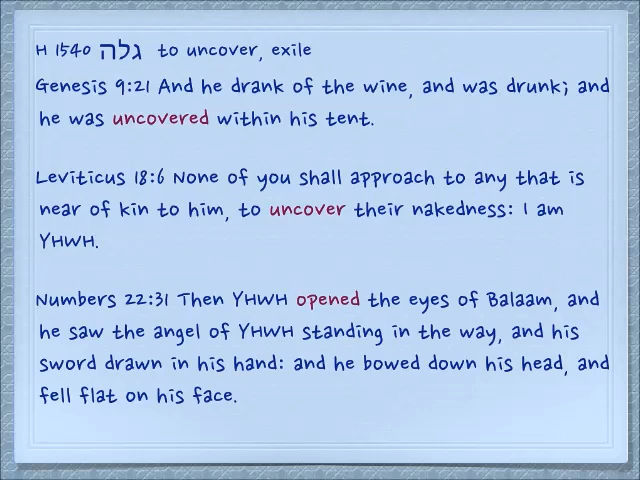 H 1540 גלה to uncover, exile
Genesis 9:21 And he drank of the wine, and was drunk; and
he was uncovered within his tent.
Leviticus 18:6 None of you shall approach to any that is
near of kin to him, to uncover their nakedness: I am
YHWH.
Numbers 22:31 Then YHWH opened the eyes of Balaam, and
he saw the angel of YHWH standing in the way, and his
sword drawn in his hand: and he bowed down his head, and
fell flat on his face.